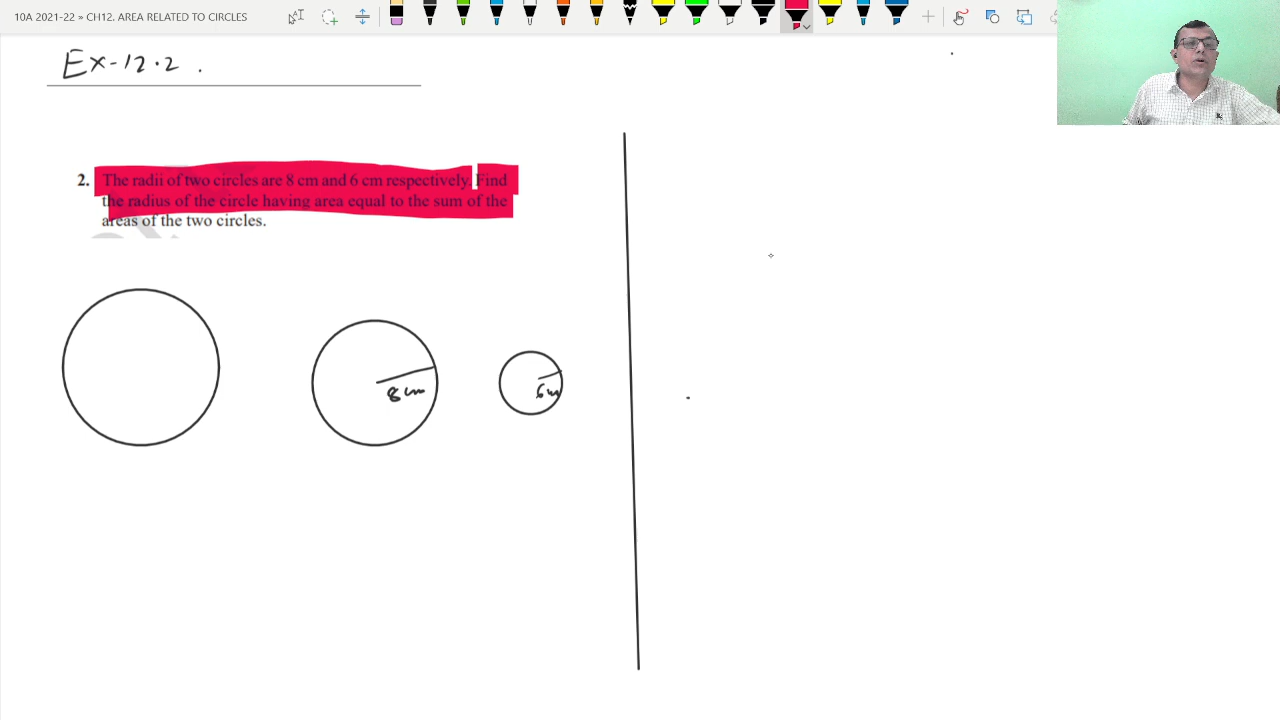 10A 2021-22 » CH12. AREA RELATED TO CIRCLES
Ex-12.2 .
2. The radii of two circles are 8 cm and 6 cm respectively. Find
the radius of the circle having area equal to the sum of the
areas of the two circles.
8 cm
6 cm